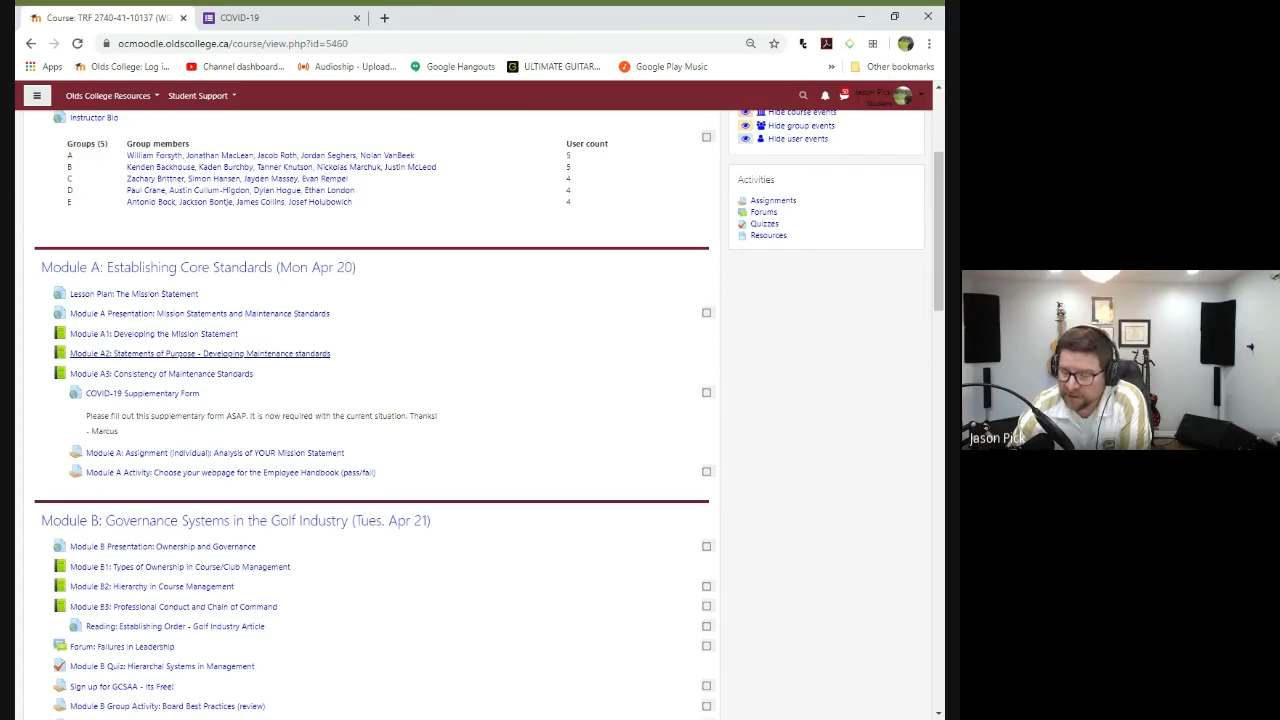 Course: TRF 2740-41-10137 (WI2
COVID-19
ocmoodle.oldscollege.ca/course/view.php?id=5460
Apps
Olds College: Log i...
Channel dashboard...
Audioship - Upload...
Google Hangouts
ULTIMATE GUITAR...
Google Play Music
»
Other bookmarks
Olds College Resources
Student Support
30
Jason Pick
Student
Instructor Bio
Groups (5) Group members User count
A William Forsyth, Jonathan MacLean, Jacob Roth, Jordan Seghers, Nolan VanBeek 5
B Kenden Backhouse, Kaden Burchby, Tanner Knutson, Nickolas Marchuk, Justin McLeod 5
C Zachary Brittner, Simon Hansen, Jayden Massey, Evan Rempel 4
D Paul Crane, Austin Cullum-Higdon, Dylan Hogue, Ethan London 4
E Antonio Bock, Jackson Bontje, James Collins, Josef Holubowich 4
Module A: Establishing Core Standards (Mon Apr 20)
Lesson Plan: The Mission Statement
Module A Presentation: Mission Statements and Maintenance Standards
Module A1: Developing the Mission Statement
Module A2: Statements of Purpose - Developing Maintenance standards
Module A3: Consistency of Maintenance Standards
COVID-19 Supplementary Form
Please fill out this supplementary form ASAP. It is now required with the current situation. Thanks!
- Marcus
Module A: Assignment (Individual): Analysis of YOUR Mission Statement
Module A Activity: Choose your webpage for the Employee Handbook (pass/fail)
Module B: Governance Systems in the Golf Industry (Tues. Apr 21)
Module B Presentation: Ownership and Governance
Module B1: Types of Ownership in Course/Club Management
Module B2: Hierarchy in Course Management
Module B3: Professional Conduct and Chain of Command
Reading: Establishing Order - Golf Industry Article
Forum: Failures in Leadership
Module B Quiz: Hierarchal Systems in Management
Sign up for GCSAA - Its Free!
Module B Group Activity: Board Best Practices (review)
Hide course events
Hide group events
Hide user events
Activities
Assignments
Forums
Quizzes
Resources
Jason Pick